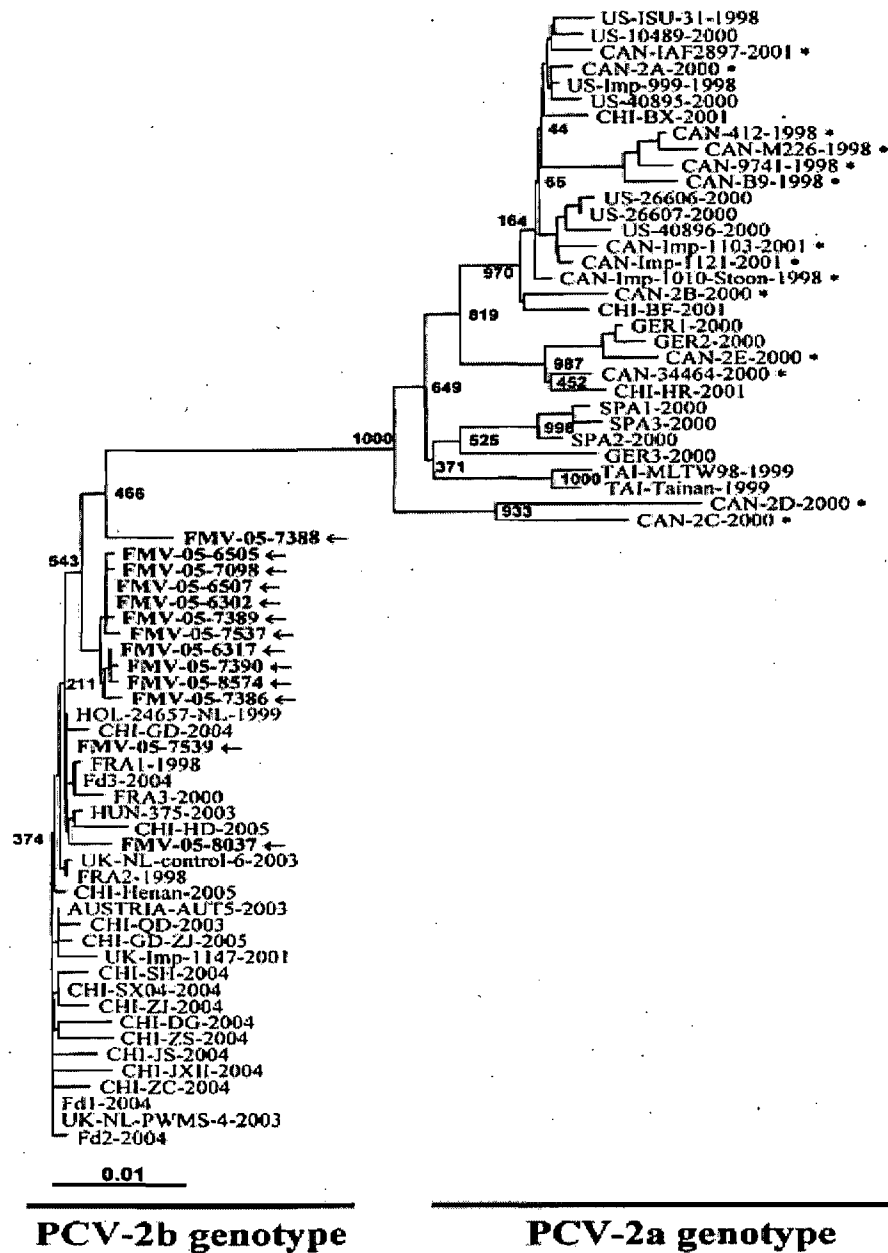 US-ISU-31-1998
US-10489-2000
CAN-IAF2897-2001 *
CAN-2A-2000 *
US-Imp-999-1998
US-40895-2000
CHI-BX-2001
44
CAN-412-1998 *
CAN-M226-1998 *
CAN-9741-1998 *
65
CAN-B9-1998 *
US-26606-2000
US-26607-2000
164
US-40896-2000
CAN-Imp-1103-2001 *
CAN-Imp-1121-2001 *
970
CAN-Imp-1010-Stoon-1998 *
CAN-2B-2000 *
CHI-BF-2001
819
GER1-2000
GER2-2000
CAN-2E-2000 *
987
CAN-34464-2000 *
452
CHI-HR-2001
649
SPA1-2000
SPA3-2000
998
1000
525
SPA2-2000
GER3-2000
371
TAI-MLTW98-1999
1000
TAI-Tainan-1999
466
CAN-2D-2000 *
933
CAN-2C-2000 *
FMV-05-7388 ←
543
FMV-05-6505 ←
FMV-05-7098 ←
FMV-05-6507 ←
FMV-05-6302 ←
FMV-05-7389 ←
FMV-05-7537 ←
FMV-05-6317 ←
FMV-05-7390 ←
211
FMV-05-8574 ←
FMV-05-7386 ←
HOL-24657-NL-1999
CHI-GD-2004
FMV-05-7539 ←
FRA1-1998
Fd3-2004
FRA3-2000
HUN-375-2003
CHI-HD-2005
374
FMV-05-8037 ←
UK-NL-control-6-2003
FRA2-1998
CHI-Henan-2005
AUSTRIA-AUT5-2003
CHI-QD-2003
CHI-GD-ZJ-2005
UK-Imp-1147-2001
CHI-SH-2004
CHI-SX04-2004
CHI-ZJ-2004
CHI-DG-2004
CHI-ZS-2004
CHI-JS-2004
CHI-JXII-2004
CHI-ZC-2004
Fd1-2004
UK-NL-PWMS-4-2003
Fd2-2004
0.01
PCV-2b genotype
PCV-2a genotype